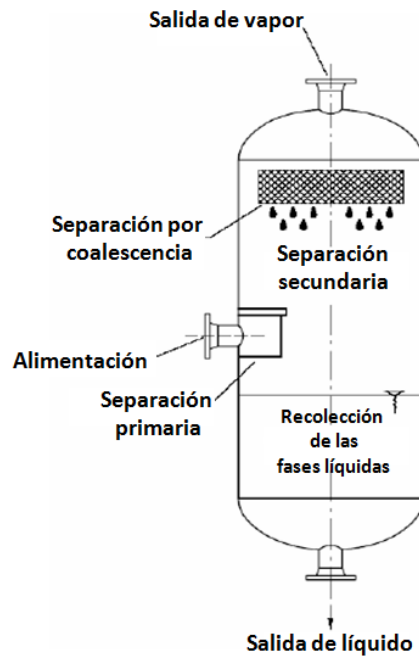 Salida de vapor
Separación por
coalescencia
Separación
secundaria
Alimentación
Separación
primaria
Recolección
de las
fases líquidas
Salida de líquido